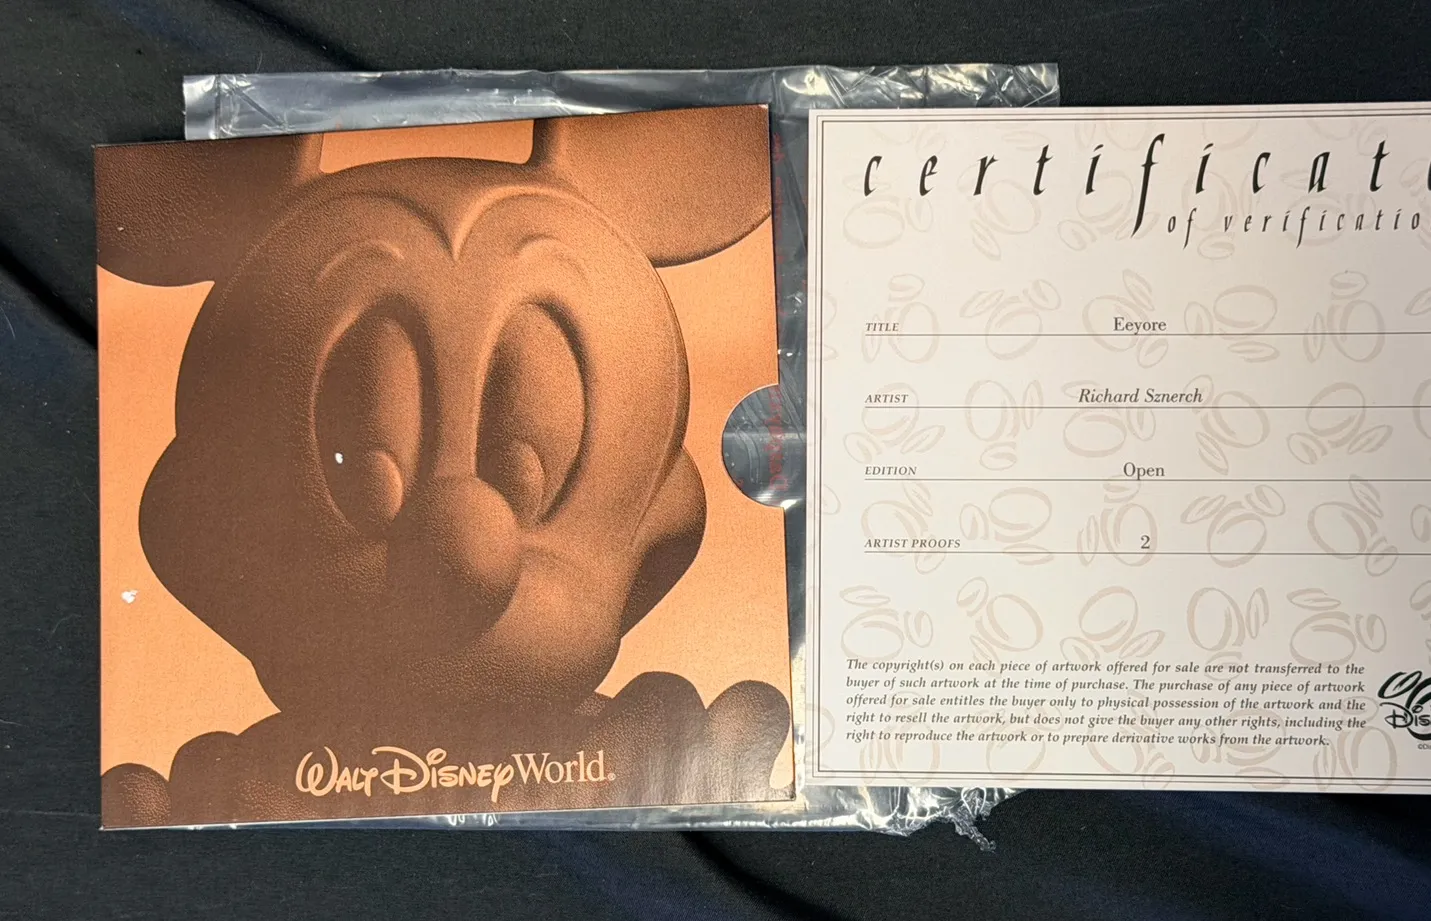 WALT DISNEY World®
certificat
of verificatio
TITLE Eeyore
ARTIST Richard Sznerch
EDITION Open
ARTIST PROOFS 2
The copyright(s) on each piece of artwork offered for sale are not transferred to the
buyer of such artwork at the time of purchase. The purchase of any piece of artwork
offered for sale entitles the buyer only to physical possession of the artwork and the
right to resell the artwork, but does not give the buyer any other rights, including the
right to reproduce the artwork or to prepare derivative works from the artwork.
Dis
©Di